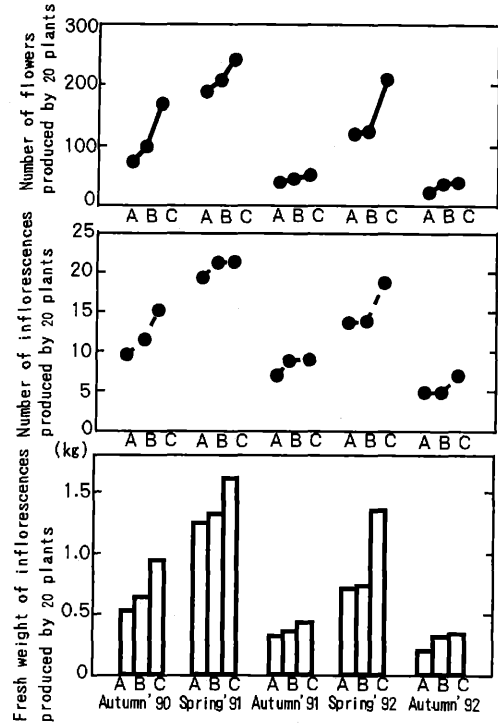 Number of flowers
produced by 20 plants
300
200
100
0
A B C A B C A B C A B C A B C
Number of inflorescences
produced by 20 plants
25
20
15
10
5
0
A B C A B C A B C A B C A B C
Fresh weight of inflorescences
produced by 20 plants
(kg)
1.5
1.0
0.5
0
A B C A B C A B C A B C A B C
Autumn'90 Spring'91 Autumn'91 Spring'92 Autumn'92